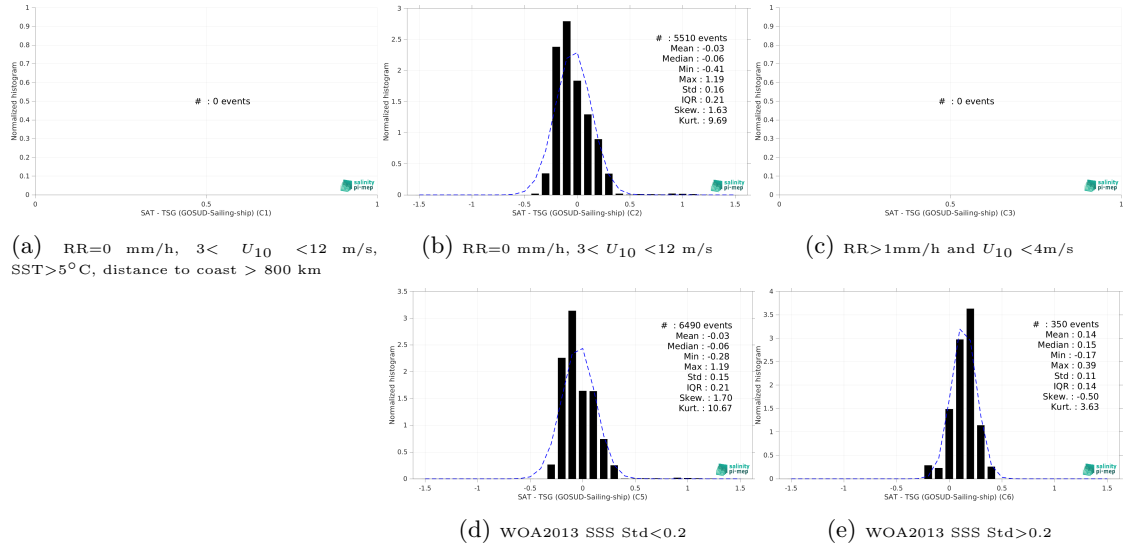 1
0.9
0.8
0.7
0.6
0.5
0.4
0.3
0.2
0.1
0
Normalized histogram
# : 0 events
salinity
pi-mep
0 0.5 1
SAT - TSG (GOSUD-Sailing-ship) (C1)
(a) RR=0 mm/h, 3< U10 <12 m/s,
SST>5°C, distance to coast > 800 km
3
2.5
2
1.5
1
0.5
0
Normalized histogram
# : 5510 events
Mean : -0.03
Median : -0.06
Min : -0.41
Max : 1.19
Std : 0.16
IQR : 0.21
Skew. : 1.63
Kurt. : 9.69
salinity
pi-mep
-1.5 -1 -0.5 0 0.5 1 1.5
SAT - TSG (GOSUD-Sailing-ship) (C2)
(b) RR=0 mm/h, 3< U10 <12 m/s
1
0.9
0.8
0.7
0.6
0.5
0.4
0.3
0.2
0.1
0
Normalized histogram
# : 0 events
salinity
pi-mep
0 0.5 1
SAT - TSG (GOSUD-Sailing-ship) (C3)
(c) RR>1mm/h and U10 <4m/s
3.5
3
2.5
2
1.5
1
0.5
0
Normalized histogram
# : 6490 events
Mean : -0.03
Median : -0.06
Min : -0.28
Max : 1.19
Std : 0.15
IQR : 0.21
Skew. : 1.70
Kurt. : 10.67
salinity
pi-mep
-1.5 -1 -0.5 0 0.5 1 1.5
SAT - TSG (GOSUD-Sailing-ship) (C5)
(d) WOA2013 SSS Std<0.2
4
3.5
3
2.5
2
1.5
1
0.5
0
Normalized histogram
# : 350 events
Mean : 0.14
Median : 0.15
Min : -0.17
Max : 0.39
Std : 0.11
IQR : 0.14
Skew. : -0.50
Kurt. : 3.63
salinity
pi-mep
-1.5 -1 -0.5 0 0.5 1 1.5
SAT - TSG (GOSUD-Sailing-ship) (C6)
(e) WOA2013 SSS Std>0.2